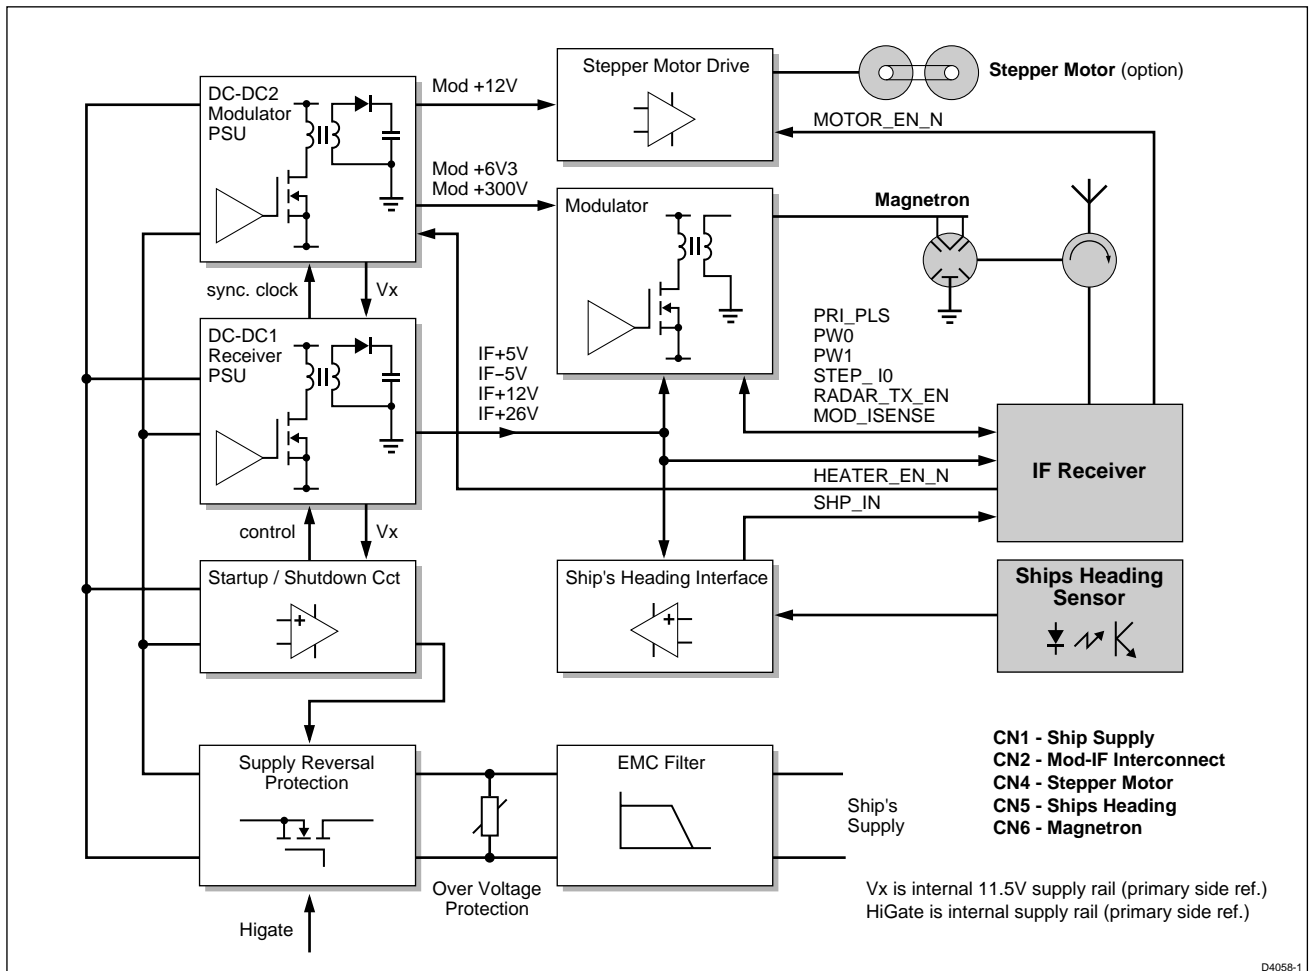 Stepper Motor Drive
Stepper Motor (option)
DC-DC2
Modulator
PSU
Mod +12V
MOTOR_EN_N
Mod +6V3
Mod +300V
Modulator
Magnetron
sync. clock
Vx
DC-DC1
Receiver
PSU
IF+5V
IF−5V
IF+12V
IF+26V
PRI_PLS
PW0
PW1
STEP_ I0
RADAR_TX_EN
MOD_ISENSE
IF Receiver
HEATER_EN_N
SHP_IN
control
Vx
Startup / Shutdown Cct
Ship's Heading Interface
Ships Heading
Sensor
Supply Reversal
Protection
EMC Filter
Ship's
Supply
CN1 - Ship Supply
CN2 - Mod-IF Interconnect
CN4 - Stepper Motor
CN5 - Ships Heading
CN6 - Magnetron
Over Voltage
Protection
Higate
Vx is internal 11.5V supply rail (primary side ref.)
HiGate is internal supply rail (primary side ref.)
D4058-1